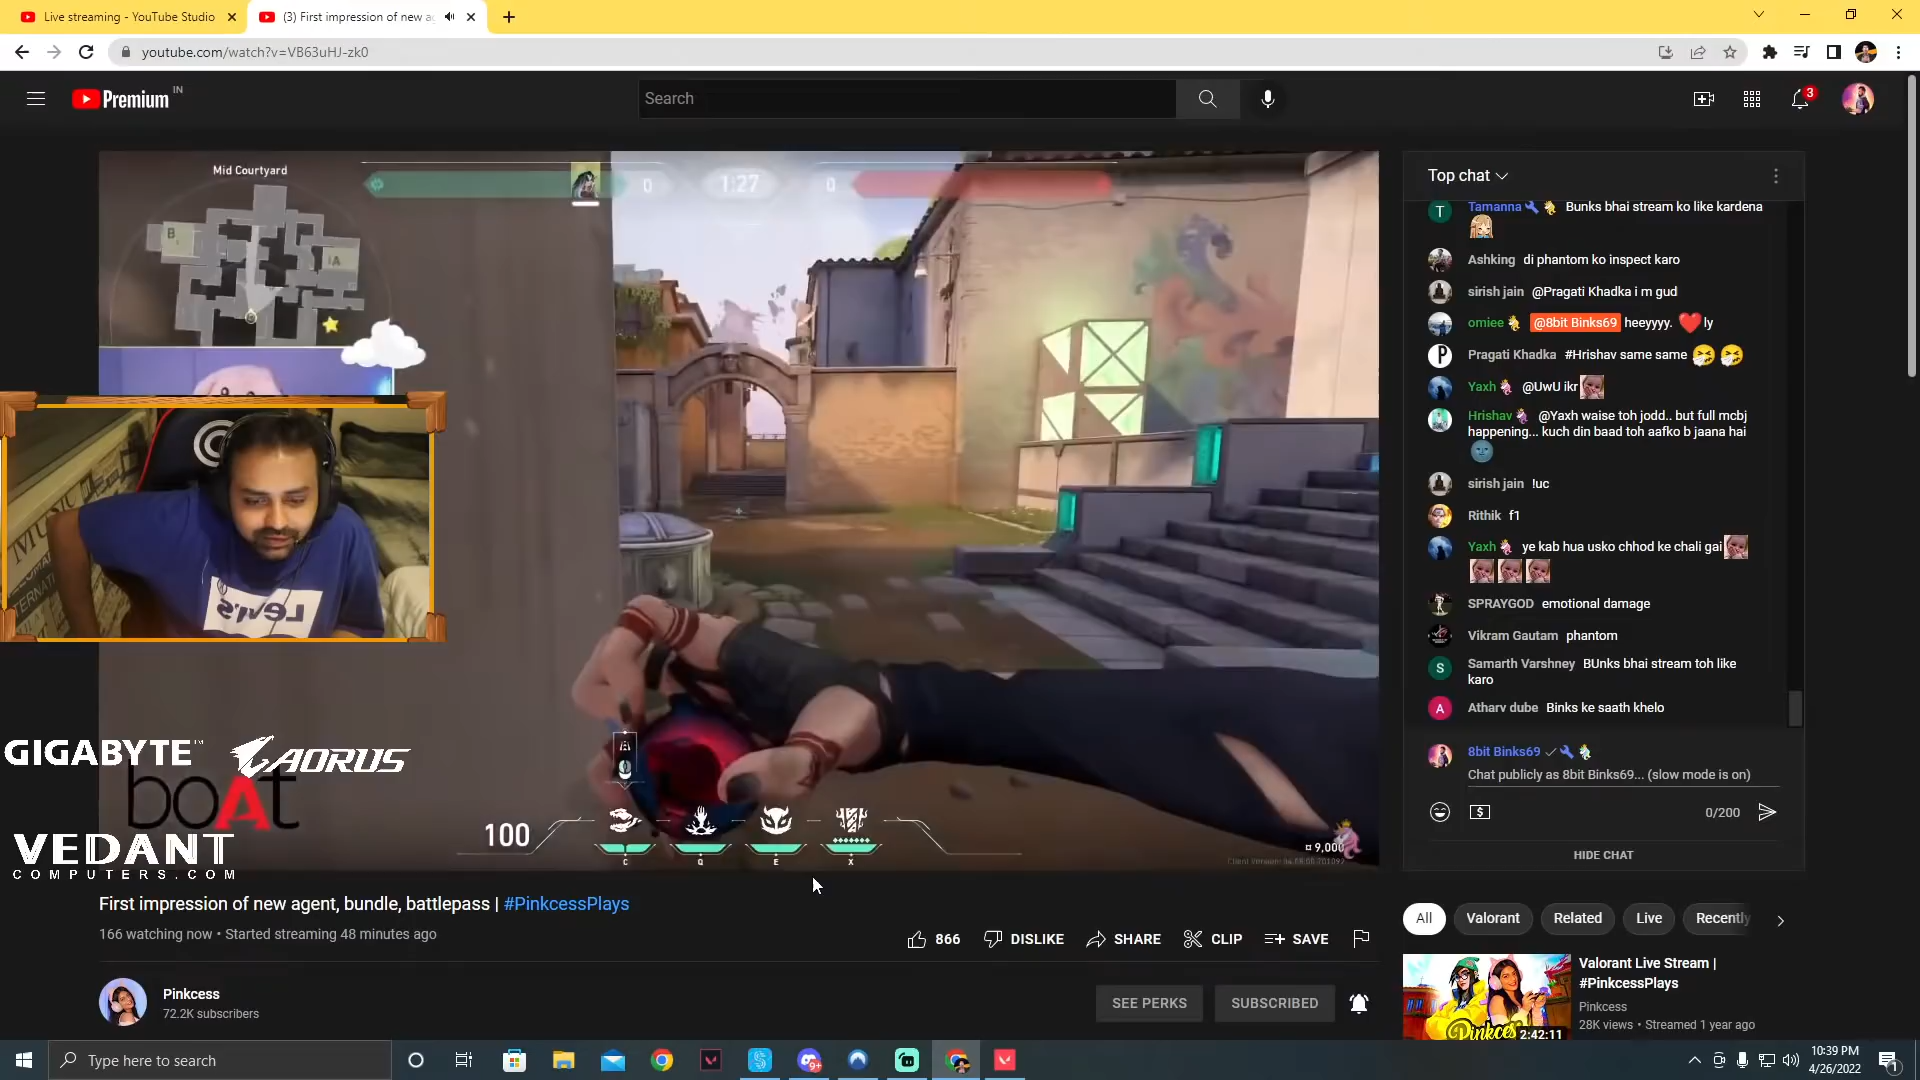 Live streaming - YouTube Studio
(3) First impression of new a
youtube.com/watch?v=VB63uHJ-zk0
Premium IN
Search
3
Mid Courtyard
B
A
0
1:27
0
Top chat
T
Tamanna Bunks bhai stream ko like kardena
Ashking di phantom ko inspect karo
sirish jain @Pragati Khadka i m gud
omiee @8bit Binks69 heeyyyy. ly
P
Pragati Khadka #Hrishav same same
Yaxh @UwU ikr
Hrishav @Yaxh waise toh jodd.. but full mcbj
happening... kuch din baad toh aafko b jaana hai
sirish jain !uc
Rithik f1
Yaxh ye kab hua usko chhod ke chali gai
SPRAYGOD emotional damage
Vikram Gautam phantom
S
Samarth Varshney BUnks bhai stream toh like
karo
A
Atharv dube Binks ke saath khelo
8bit Binks69
Chat publicly as 8bit Binks69... (slow mode is on)
0/200
HIDE CHAT
Levi's
GIGABYTE™ AORUS
boAt
VEDANT
COMPUTERS.COM
100
C
Q
E
X
¤ 9,000
First impression of new agent, bundle, battlepass | #PinkcessPlays
166 watching now • Started streaming 48 minutes ago
866
DISLIKE
SHARE
CLIP
SAVE
Pinkcess
72.2K subscribers
SEE PERKS
SUBSCRIBED
All
Valorant
Related
Live
Recently
Valorant Live Stream |
#PinkcessPlays
Pinkcess
28K views • Streamed 1 year ago
Pinkcess
2:42:11
Type here to search
9+
10:39 PM
4/26/2022
1